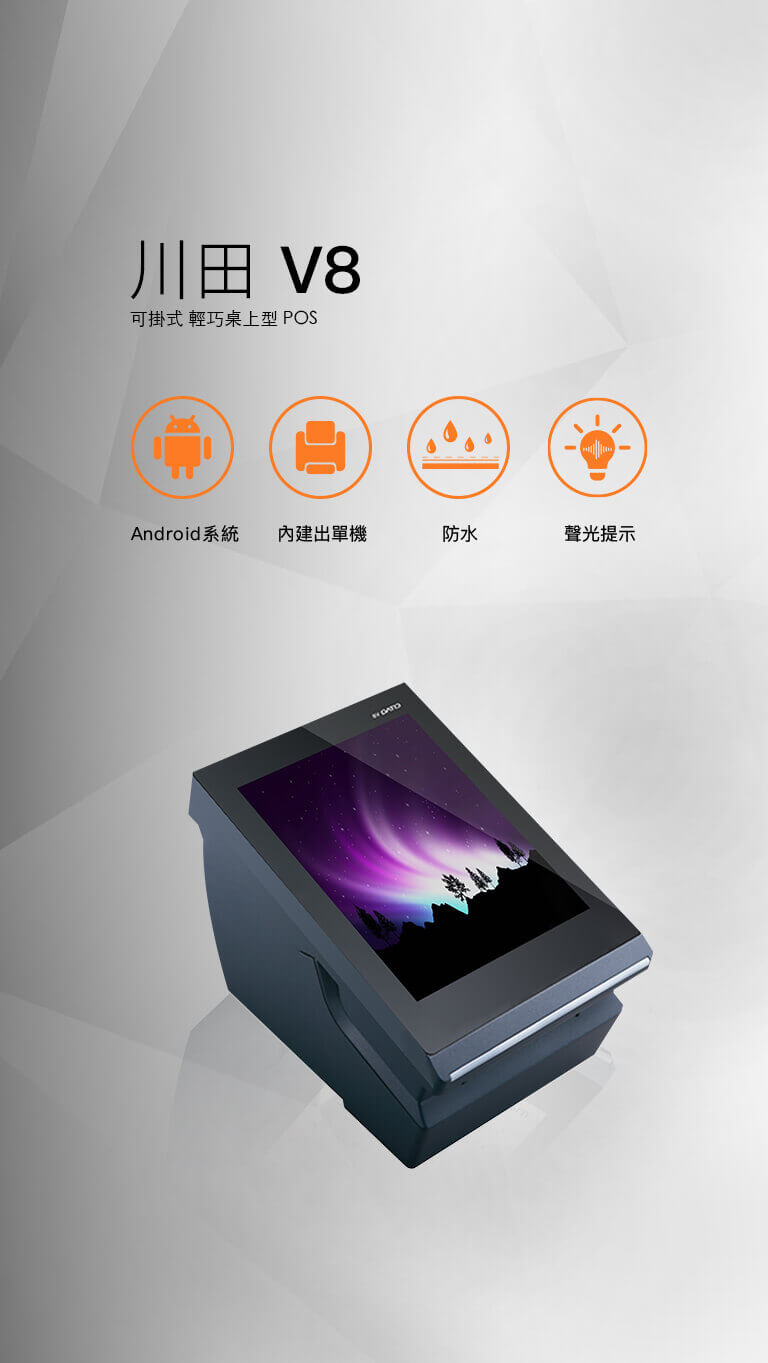 川田 V8
可掛式 輕巧桌上型 POS
Android系統
內建出單機
防水
聲光提示